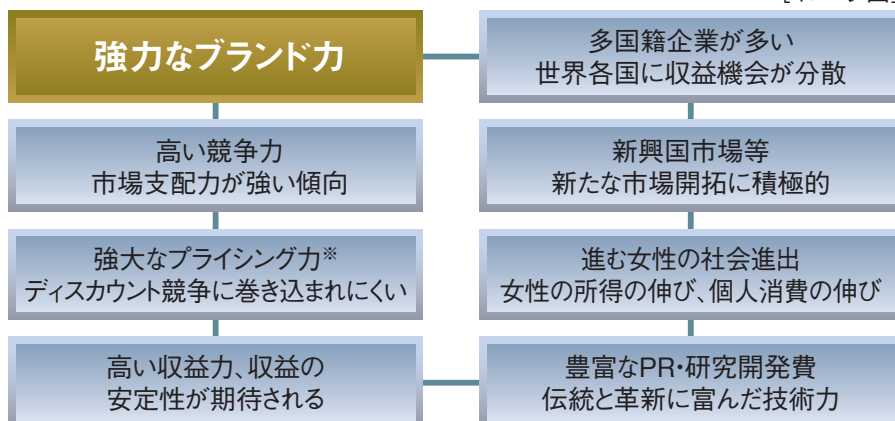 強力なブランド力
多国籍企業が多い
世界各国に収益機会が分散
高い競争力
市場支配力が強い傾向
新興国市場等
新たな市場開拓に積極的
強大なプライシング力※
ディスカウント競争に巻き込まれにくい
進む女性の社会進出
女性の所得の伸び、個人消費の伸び
高い収益力、収益の
安定性が期待される
豊富なPR・研究開発費
伝統と革新に富んだ技術力